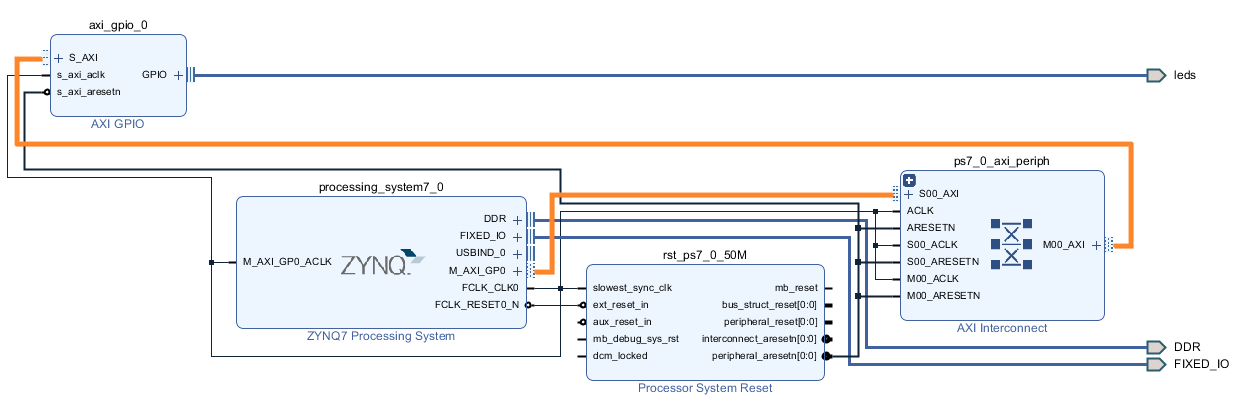 axi_gpio_0
S_AXI
s_axi_aclk
s_axi_aresetn
GPIO
AXI GPIO
leds
processing_system7_0
M_AXI_GP0_ACLK
ZYNQ
DDR
FIXED_IO
USBIND_0
M_AXI_GP0
FCLK_CLK0
FCLK_RESET0_N
ZYNQ7 Processing System
rst_ps7_0_50M
slowest_sync_clk
ext_reset_in
aux_reset_in
mb_debug_sys_rst
dcm_locked
mb_reset
bus_struct_reset[0:0]
peripheral_reset[0:0]
interconnect_aresetn[0:0]
peripheral_aresetn[0:0]
Processor System Reset
ps7_0_axi_periph
S00_AXI
ACLK
ARESETN
S00_ACLK
S00_ARESETN
M00_ACLK
M00_ARESETN
M00_AXI
AXI Interconnect
DDR
FIXED_IO